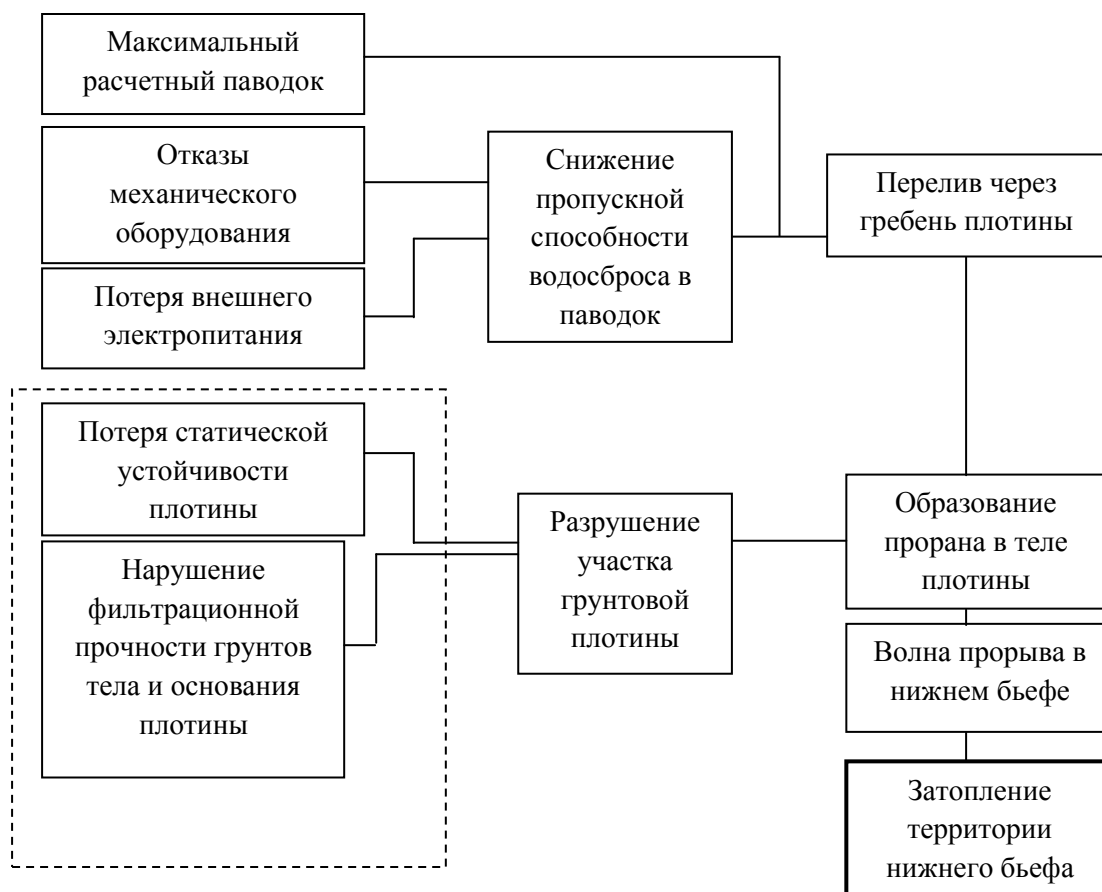 Максимальный
расчетный паводок
Отказы
механического
оборудования
Потеря внешнего
электропитания
Снижение
пропускной
способности
водосброса в
паводок
Перелив через
гребень плотины
Потеря статической
устойчивости
плотины
Нарушение
фильтрационной
прочности грунтов
тела и основания
плотины
Разрушение
участка
грунтовой
плотины
Образование
прорана в теле
плотины
Волна прорыва в
нижнем бьефе
Затопление
территории
нижнего бьефа